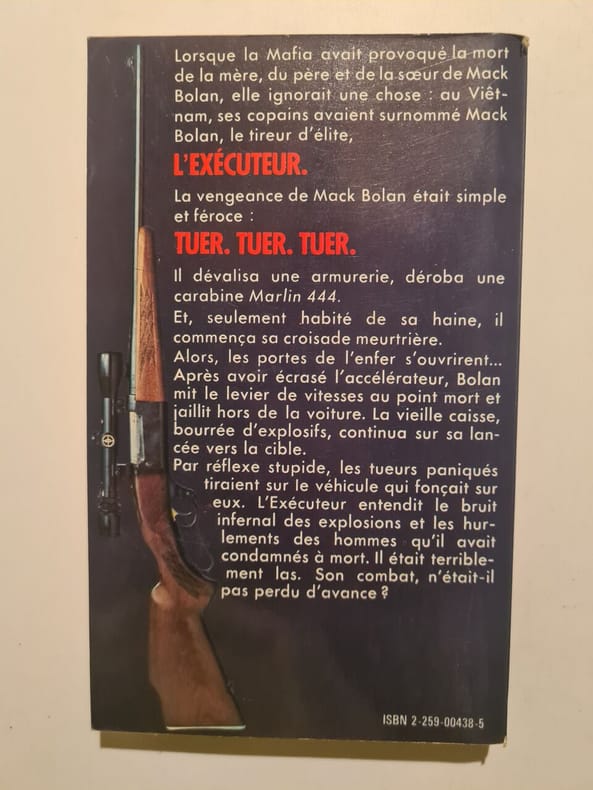 Lorsque la Mafia avait provoqué la mort
de la mère, du père et de la sœur de Mack
Bolan, elle ignorait une chose : au Viêt-
nam, ses copains avaient surnommé Mack
Bolan, le tireur d'élite,
L'EXÉCUTEUR.
La vengeance de Mack Bolan était simple
et féroce :
TUER. TUER. TUER.
Il dévalisa une armurerie, déroba une
carabine Marlin 444.
Et, seulement habité de sa haine, il
commença sa croisade meurtrière.
Alors, les portes de l'enfer s'ouvrirent...
Après avoir écrasé l'accélérateur, Bolan
mit le levier de vitesses au point mort et
jaillit hors de la voiture. La vieille caisse,
bourrée d'explosifs, continua sur sa lan-
cée vers la cible.
Par réflexe stupide, les tueurs paniqués
tiraient sur le véhicule qui fonçait sur
eux. L'Exécuteur entendit le bruit
infernal des explosions et les hur-
lements des hommes qu'il avait
condamnés à mort. Il était terrible-
ment las. Son combat, n'était-il
pas perdu d'avance ?
ISBN 2-259-00438-5